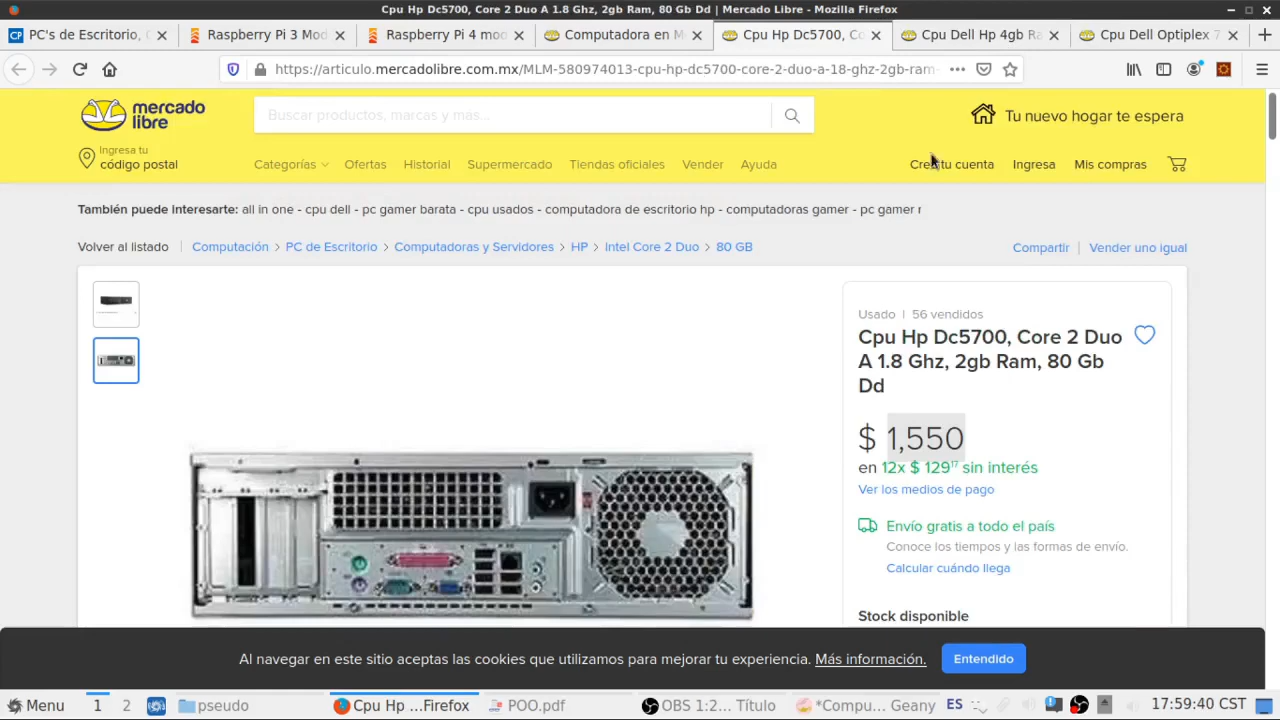 Cpu Hp Dc5700, Core 2 Duo A 1.8 Ghz, 2gb Ram, 80 Gb Dd | Mercado Libre - Mozilla Firefox
PC's de Escritorio, C
Raspberry Pi 3 Mod
Raspberry Pi 4 moo
Computadora en M
Cpu Hp Dc5700, Co
Cpu Dell Hp 4gb Ra
Cpu Dell Optiplex 7
https://articulo.mercadolibre.com.mx/MLM-580974013-cpu-hp-dc5700-core-2-duo-a-18-ghz-2gb-ram-
mercado
libre
Buscar productos, marcas y más...
Tu nuevo hogar te espera
Ingresa tu
código postal
Categorías Ofertas Historial Supermercado Tiendas oficiales Vender Ayuda
Crea tu cuenta Ingresa Mis compras
También puede interesarte: all in one - cpu dell - pc gamer barata - cpu usados - computadora de escritorio hp - computadoras gamer - pc gamer r
Volver al listado | Computación > PC de Escritorio > Computadoras y Servidores > HP > Intel Core 2 Duo > 80 GB
Compartir | Vender uno igual
Usado | 56 vendidos
Cpu Hp Dc5700, Core 2 Duo
A 1.8 Ghz, 2gb Ram, 80 Gb
Dd
$ 1,550
en 12x $ 129¹⁷ sin interés
Ver los medios de pago
Envío gratis a todo el país
Conoce los tiempos y las formas de envío.
Calcular cuándo llega
Stock disponible
Al navegar en este sitio aceptas las cookies que utilizamos para mejorar tu experiencia. Más información. Entendido
Menu 1 2 pseudo Cpu Hp ...Firefox POO.pdf OBS 1:2... Título *Compu... Geany ES 17:59:40 CST